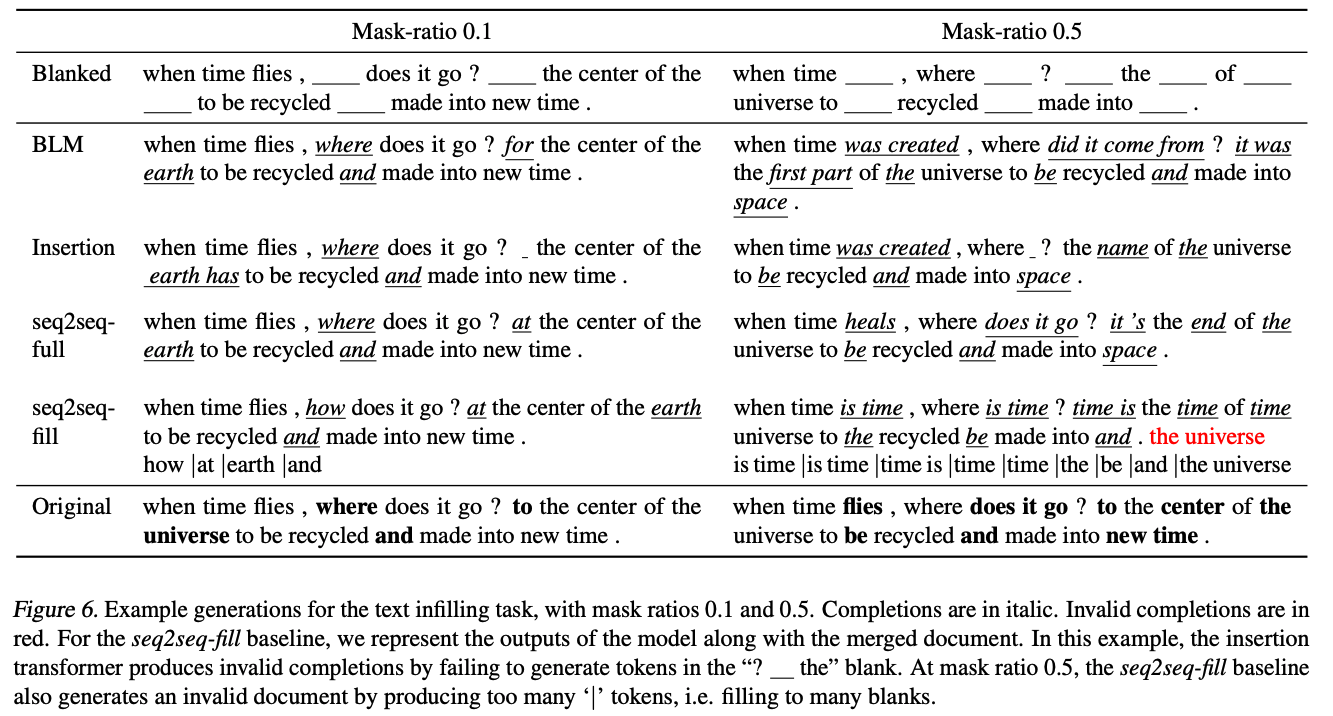 Mask-ratio 0.1 Mask-ratio 0.5
Blanked when time flies , ____ does it go ? ____ the center of the when time ____ , where ____ ? ____ the ____ of ____
____ to be recycled ____ made into new time . universe to ____ recycled ____ made into ____ .
BLM when time flies , where does it go ? for the center of the when time was created , where did it come from ? it was
earth to be recycled and made into new time . the first part of the universe to be recycled and made into
space .
Insertion when time flies , where does it go ? _ the center of the when time was created , where _ ? the name of the universe
earth has to be recycled and made into new time . to be recycled and made into space .
seq2seq- when time flies , where does it go ? at the center of the when time heals , where does it go ? it 's the end of the
full earth to be recycled and made into new time . universe to be recycled and made into space .
seq2seq- when time flies , how does it go ? at the center of the earth when time is time , where is time ? time is the time of time
fill to be recycled and made into new time . universe to the recycled be made into and . the universe
how |at |earth |and is time |is time |time is |time |time |the |be |and |the universe
Original when time flies , where does it go ? to the center of the when time flies , where does it go ? to the center of the
universe to be recycled and made into new time . universe to be recycled and made into new time .
Figure 6. Example generations for the text infilling task, with mask ratios 0.1 and 0.5. Completions are in italic. Invalid completions are in
red. For the seq2seq-fill baseline, we represent the outputs of the model along with the merged document. In this example, the insertion
transformer produces invalid completions by failing to generate tokens in the “? __ the” blank. At mask ratio 0.5, the seq2seq-fill baseline
also generates an invalid document by producing too many ‘|’ tokens, i.e. filling to many blanks.